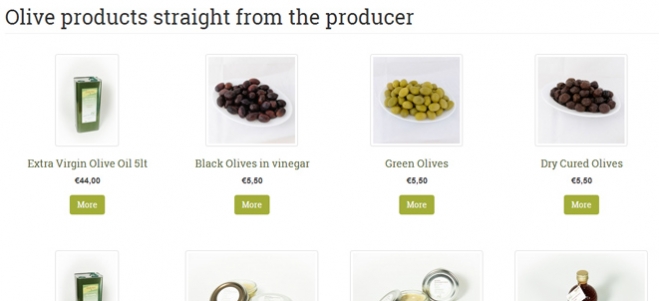 Olive products straight from the producer
Extra Virgin Olive Oil 5lt
Black Olives in vinegar
Green Olives
Dry Cured Olives
€44,00
€5,50
€5,50
€5,50
More
More
More
More